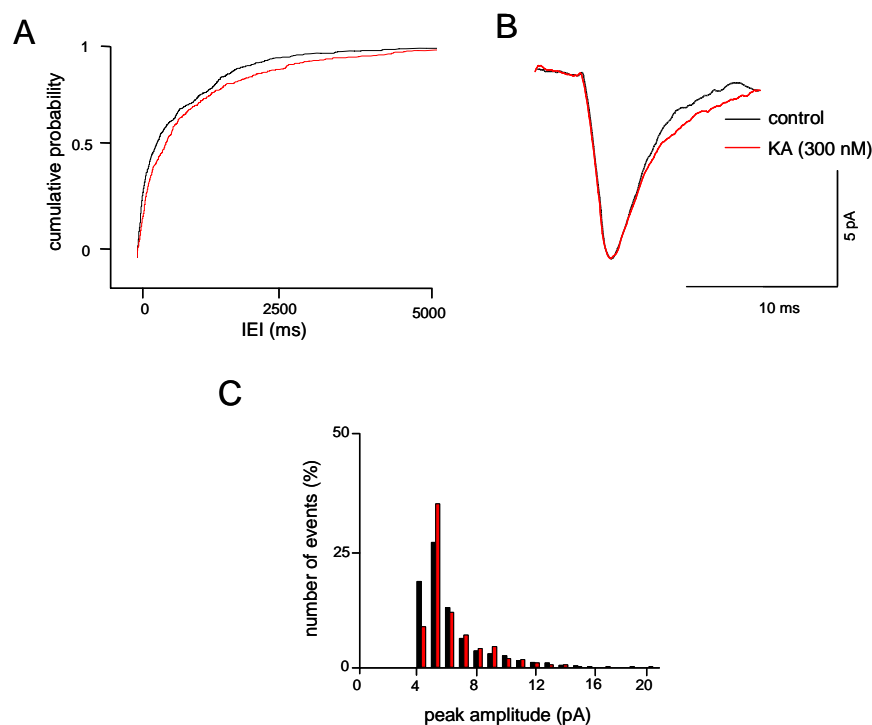 A
1
0.5
0
cumulative probability
0 2500 5000
IEI (ms)
B
control
KA (300 nM)
5 pA
10 ms
C
50
25
0
number of events (%)
0 4 8 12 16 20
peak amplitude (pA)